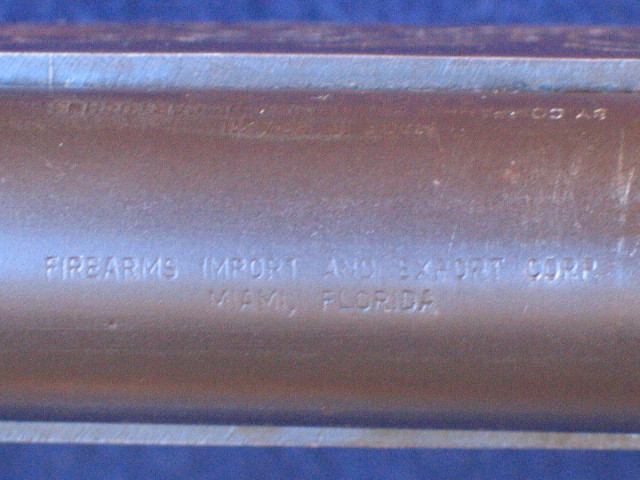 FIREARMS IMPORT AND EXPORT CORP.
MIAMI, FLORIDA